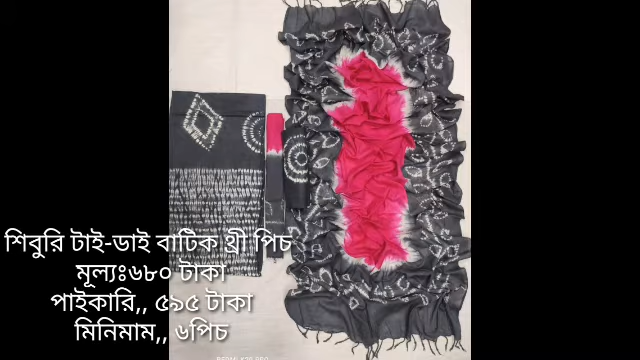 শিবুরি টাই-ডাই বাটিক থ্রী পিচ
মূল্যঃ৬৮০ টাকা
পাইকারি,, ৫৯৫ টাকা
মিনিমাম,, ৬পিচ